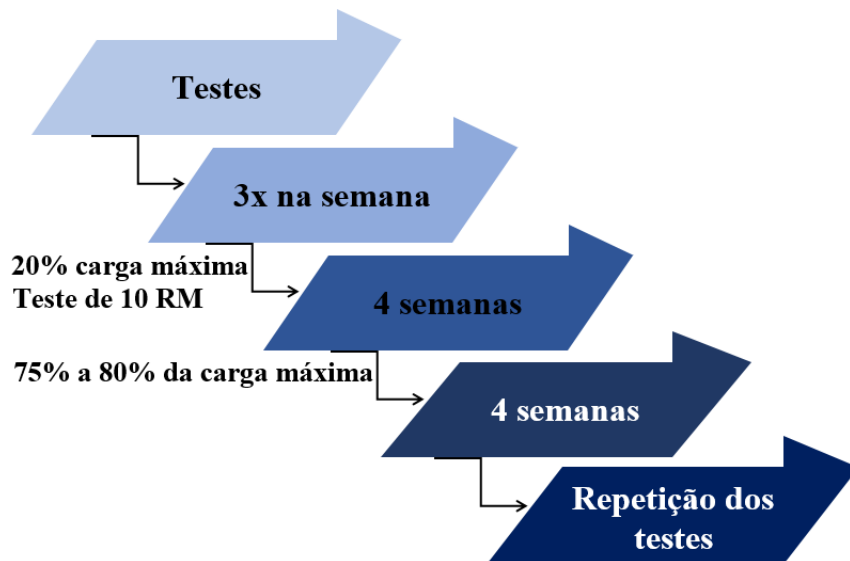 Testes
3x na semana
20% carga máxima
Teste de 10 RM
4 semanas
75% a 80% da carga máxima
4 semanas
Repetição dos
testes